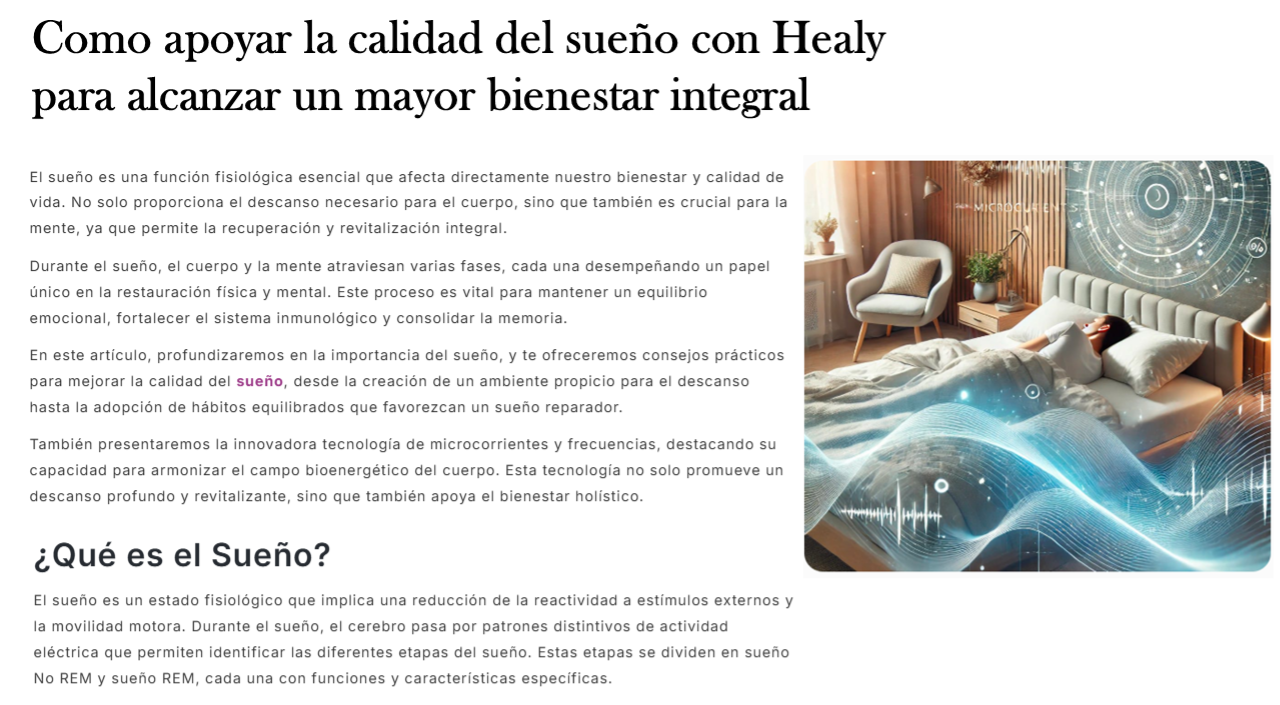 Como apoyar la calidad del sueño con Healy
para alcanzar un mayor bienestar integral
El sueño es una función fisiológica esencial que afecta directamente nuestro bienestar y calidad de
vida. No solo proporciona el descanso necesario para el cuerpo, sino que también es crucial para la
mente, ya que permite la recuperación y revitalización integral.
Durante el sueño, el cuerpo y la mente atraviesan varias fases, cada una desempeñando un papel
único en la restauración física y mental. Este proceso es vital para mantener un equilibrio
emocional, fortalecer el sistema inmunológico y consolidar la memoria.
En este artículo, profundizaremos en la importancia del sueño, y te ofreceremos consejos prácticos
para mejorar la calidad del sueño, desde la creación de un ambiente propicio para el descanso
hasta la adopción de hábitos equilibrados que favorezcan un sueño reparador.
También presentaremos la innovadora tecnología de microcorrientes y frecuencias, destacando su
capacidad para armonizar el campo bioenergético del cuerpo. Esta tecnología no solo promueve un
descanso profundo y revitalizante, sino que también apoya el bienestar holístico.
¿Qué es el Sueño?
El sueño es un estado fisiológico que implica una reducción de la reactividad a estímulos externos y
la movilidad motora. Durante el sueño, el cerebro pasa por patrones distintivos de actividad
eléctrica que permiten identificar las diferentes etapas del sueño. Estas etapas se dividen en sueño
No REM y sueño REM, cada una con funciones y características específicas.